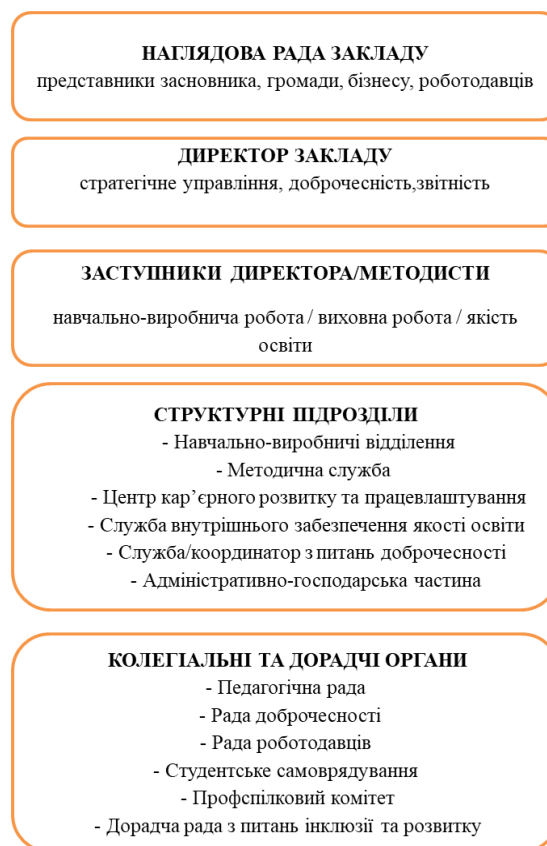 НАГЛЯДОВА РАДА ЗАКЛАДУ
представники засновника, громади, бізнесу, роботодавців
ДИРЕКТОР ЗАКЛАДУ
стратегічне управління, доброчесність,звітність
ЗАСТУПНИКИ ДИРЕКТОРА/МЕТОДИСТИ
навчально-виробнича робота / виховна робота / якість
освіти
СТРУКТУРНІ ПІДРОЗДІЛИ
- Навчально-виробничі відділення
- Методична служба
- Центр кар’єрного розвитку та працевлаштування
- Служба внутрішнього забезпечення якості освіти
- Служба/координатор з питань доброчесності
- Адміністративно-господарська частина
КОЛЕГІАЛЬНІ ТА ДОРАДЧІ ОРГАНИ
- Педагогічна рада
- Рада доброчесності
- Рада роботодавців
- Студентське самоврядування
- Профспілковий комітет
- Дорадча рада з питань інклюзії та розвитку